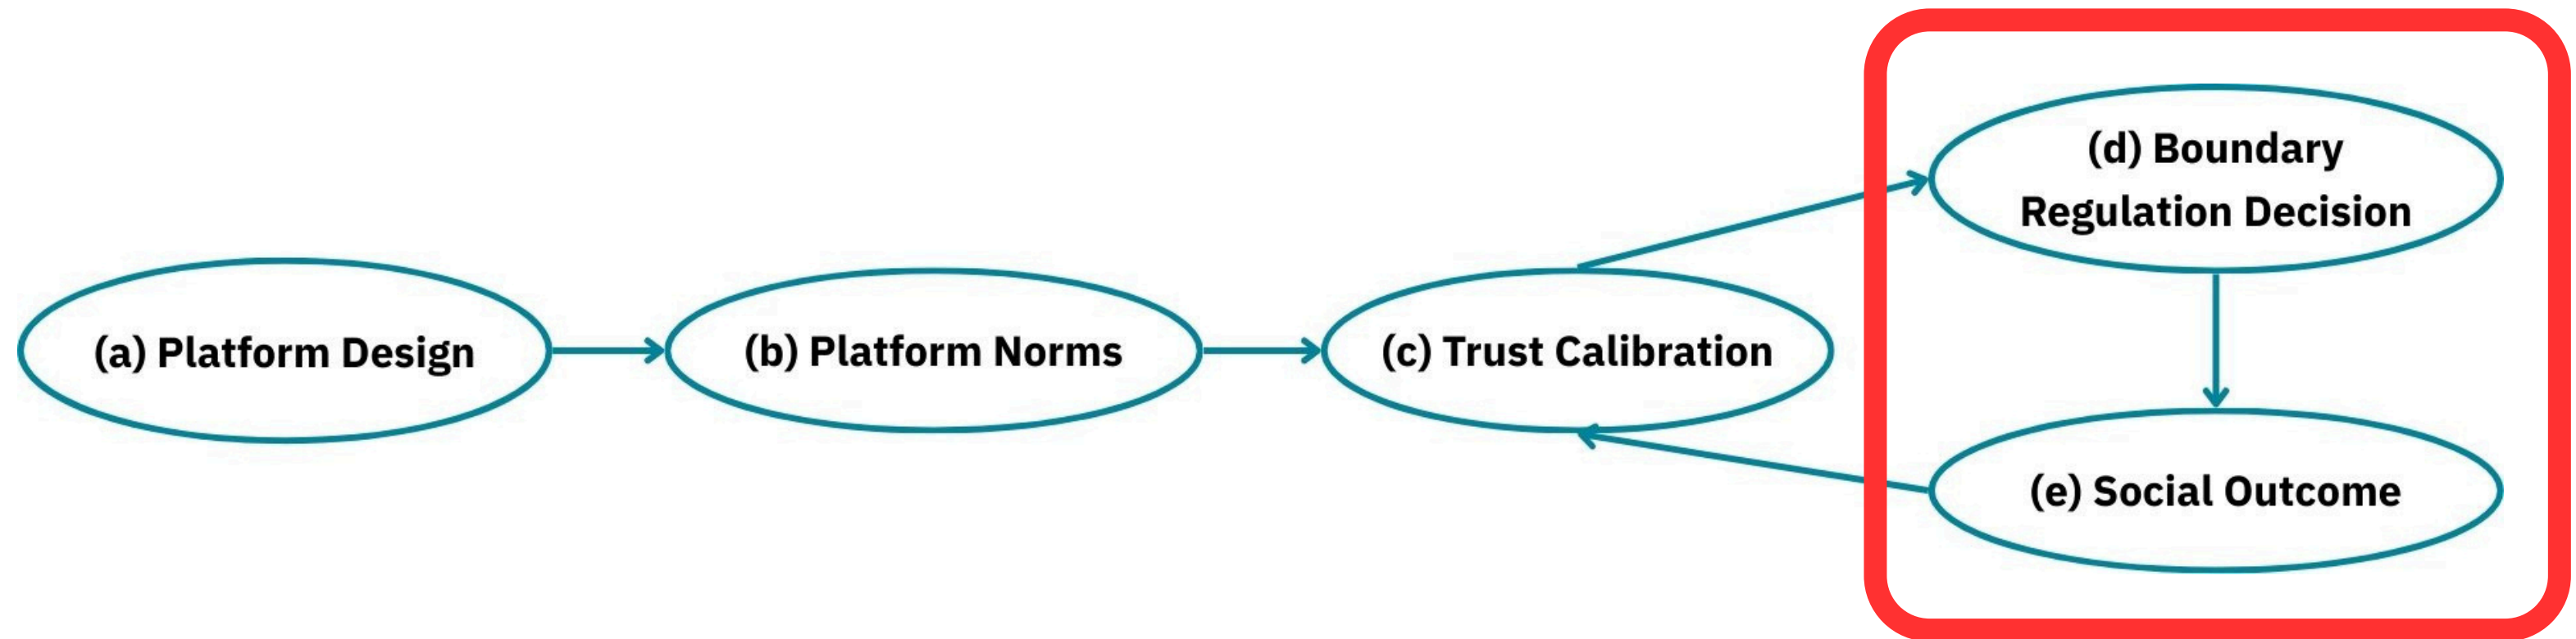 (a) Platform Design
(b) Platform Norms
(c) Trust Calibration
(d) Boundary
Regulation Decision
(e) Social Outcome